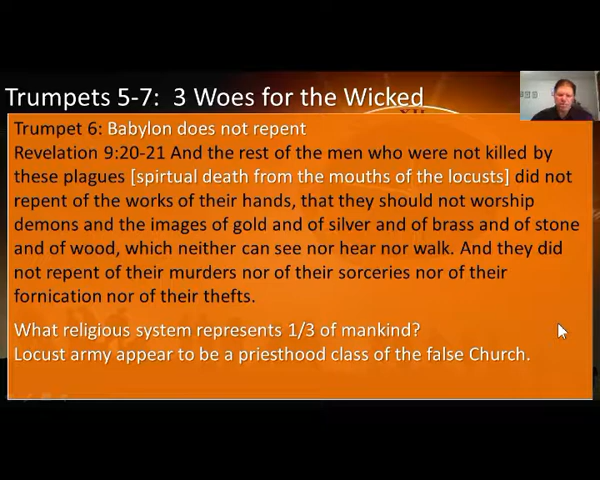 Trumpets 5-7: 3 Woes for the Wicked
Trumpet 6: Babylon does not repent
Revelation 9:20-21 And the rest of the men who were not killed by
these plagues [spirtual death from the mouths of the locusts] did not
repent of the works of their hands, that they should not worship
demons and the images of gold and of silver and of brass and of stone
and of wood, which neither can see nor hear nor walk. And they did
not repent of their murders nor of their sorceries nor of their
fornication nor of their thefts.
What religious system represents 1/3 of mankind?
Locust army appear to be a priesthood class of the false Church.